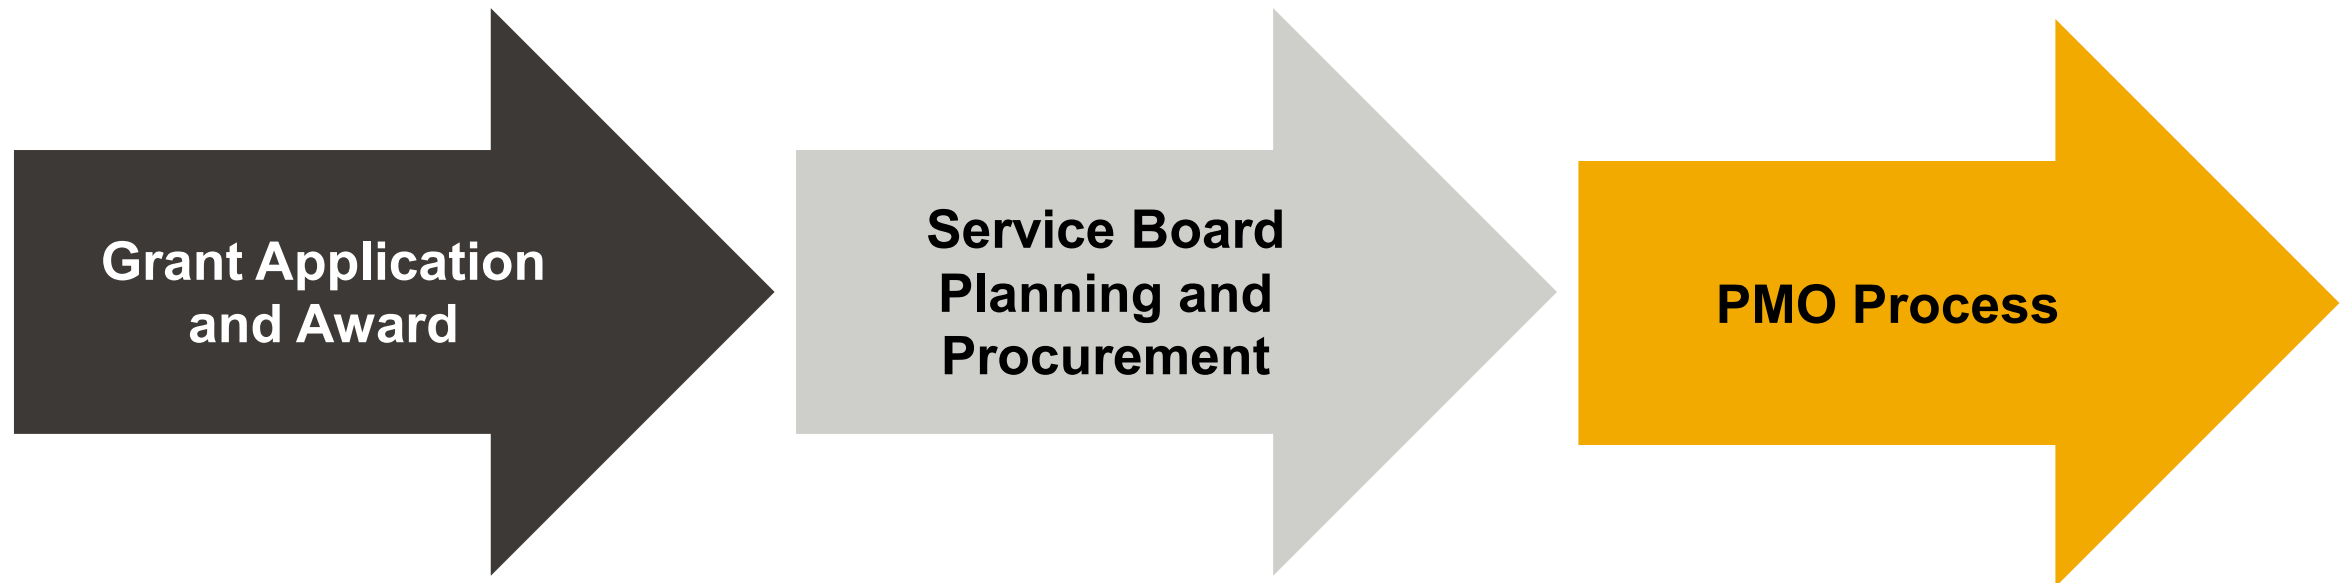 Grant Application
and Award
Service Board
Planning and
Procurement
PMO Process